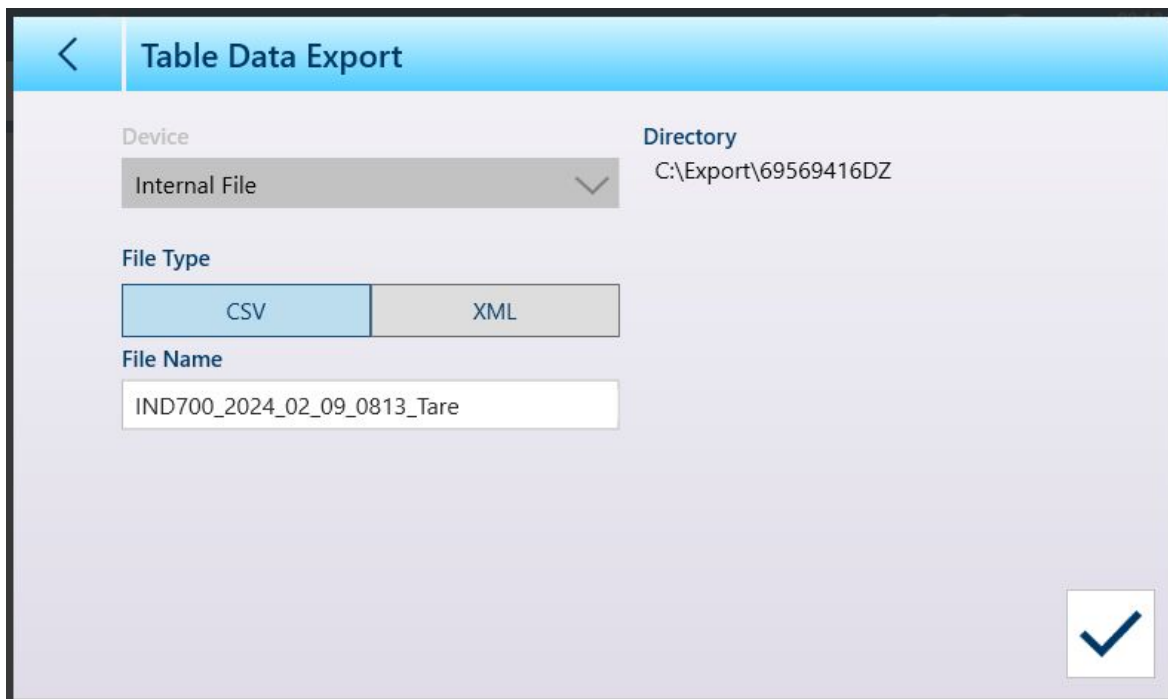 Table Data Export
Device
Internal File
Directory
C:\Export\69569416DZ
File Type
CSV
XML
File Name
IND700_2024_02_09_0813_Tare